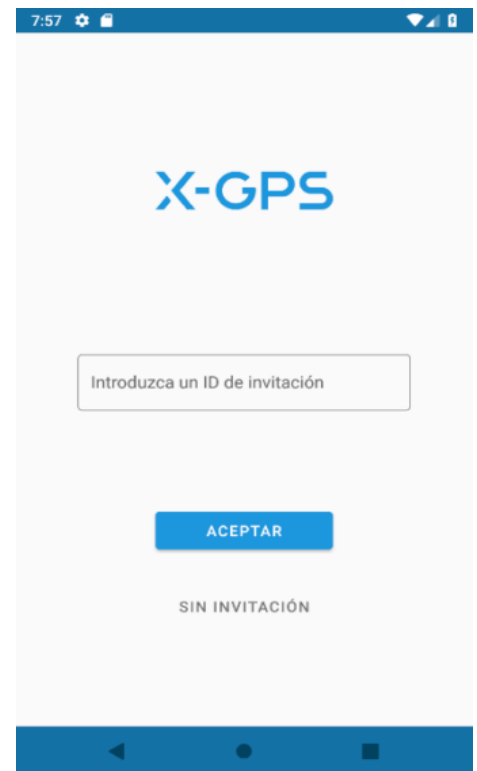 7:57
X-GPS
Introduzca un ID de invitación
ACEPTAR
SIN INVITACIÓN